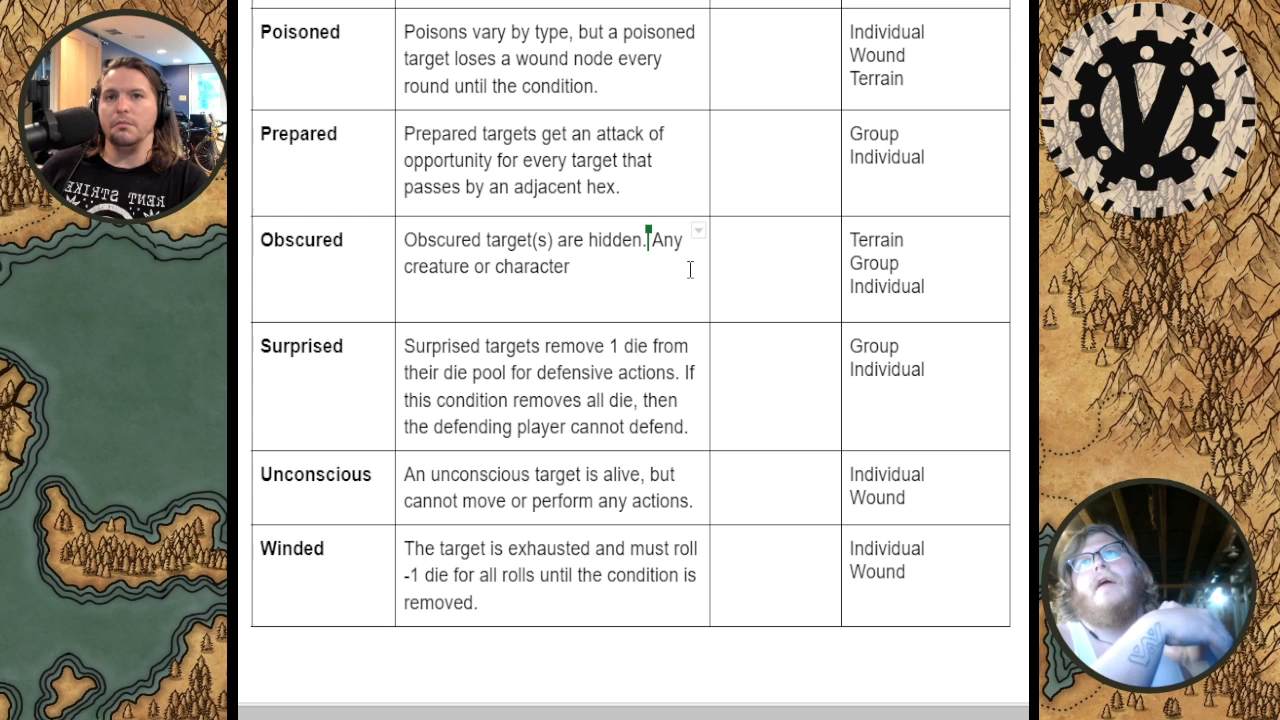 Poisoned
Poisons vary by type, but a poisoned
target loses a wound node every
round until the condition.
Individual
Wound
Terrain
Prepared
Prepared targets get an attack of
opportunity for every target that
passes by an adjacent hex.
Group
Individual
Obscured
Obscured target(s) are hidden. Any
creature or character
Terrain
Group
Individual
Surprised
Surprised targets remove 1 die from
their die pool for defensive actions. If
this condition removes all die, then
the defending player cannot defend.
Group
Individual
Unconscious
An unconscious target is alive, but
cannot move or perform any actions.
Individual
Wound
Winded
The target is exhausted and must roll
-1 die for all rolls until the condition is
removed.
Individual
Wound
V
RENT STRIKE